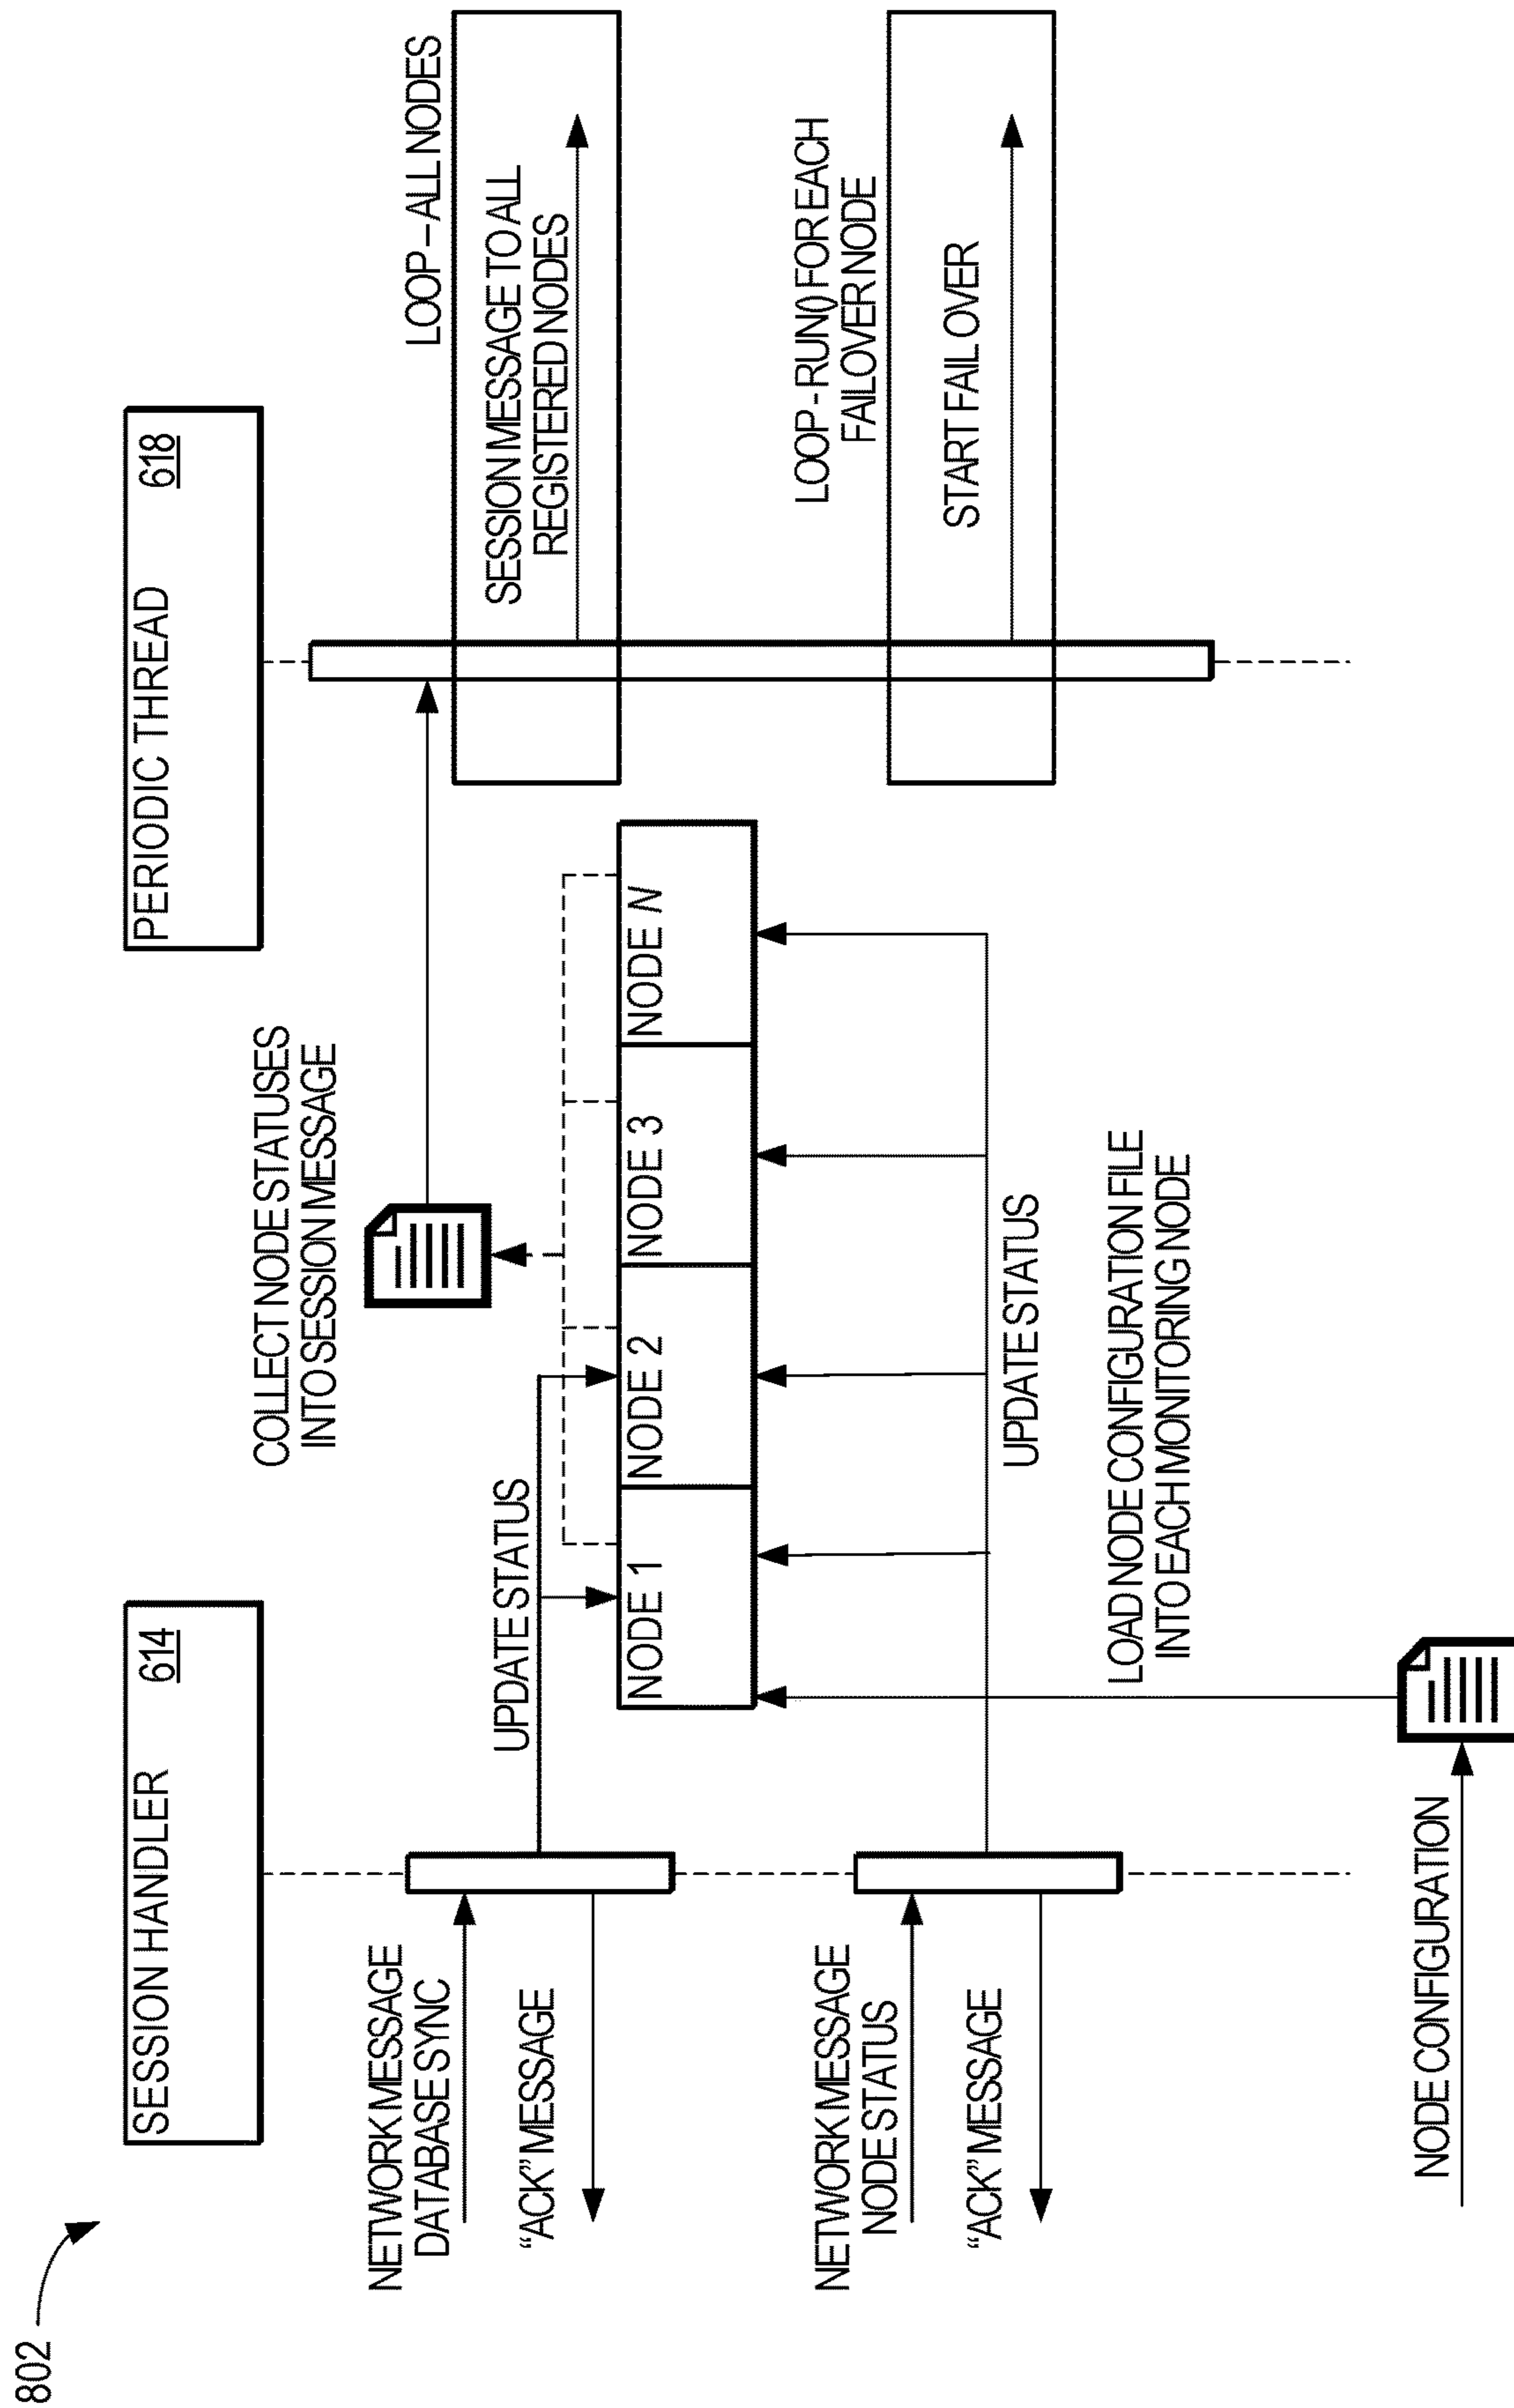 802
SESSION HANDLER 614
PERIODIC THREAD 618
NETWORK MESSAGE
DATABASE SYNC
"ACK" MESSAGE
UPDATE STATUS
COLLECT NODE STATUSES
INTO SESSION MESSAGE
LOOP – ALL NODES
SESSION MESSAGE TO ALL
REGISTERED NODES
NODE 1
NODE 2
NODE 3
NODE N
NETWORK MESSAGE
NODE STATUS
"ACK" MESSAGE
UPDATE STATUS
LOOP - RUN() FOR EACH
FAILOVER NODE
START FAIL OVER
LOAD NODE CONFIGURATION FILE
INTO EACH MONITORING NODE
NODE CONFIGURATION